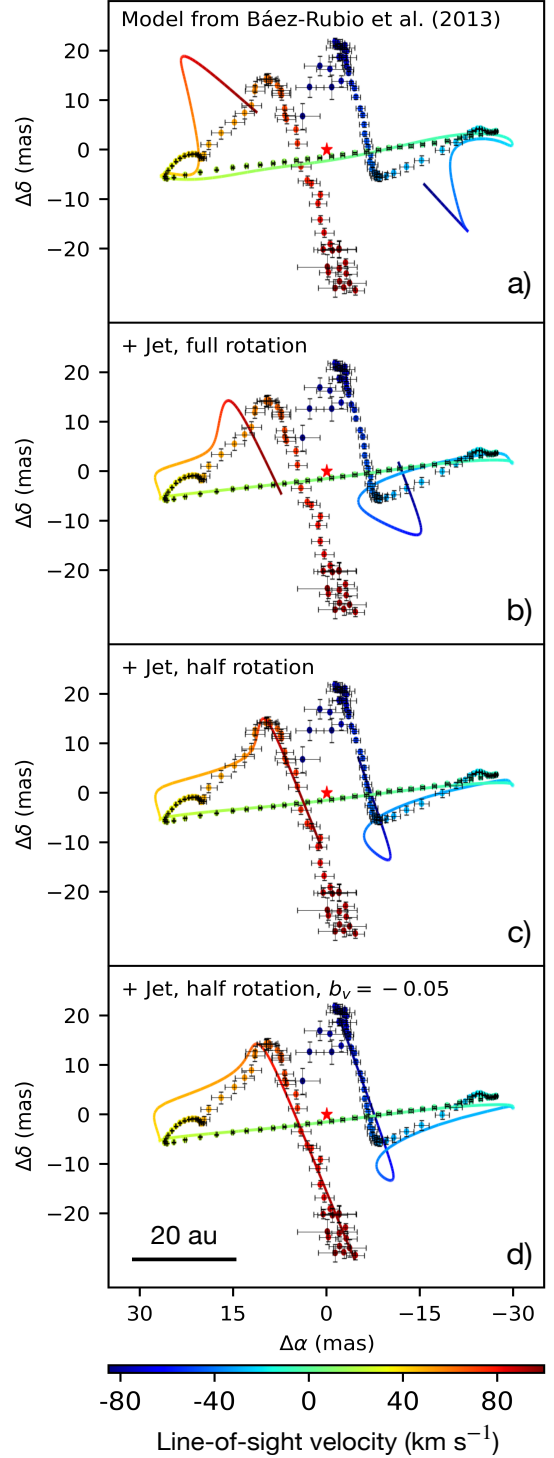 Model from Báez-Rubio et al. (2013)
20
10
0
−10
−20
Δδ (mas)
a)
+ Jet, full rotation
20
10
0
−10
−20
Δδ (mas)
b)
+ Jet, half rotation
20
10
0
−10
−20
Δδ (mas)
c)
+ Jet, half rotation, bᵥ = − 0.05
20
10
0
−10
−20
Δδ (mas)
20 au
d)
30 15 0 −15 −30
Δα (mas)
-80 -40 0 40 80
Line-of-sight velocity (km s⁻¹)